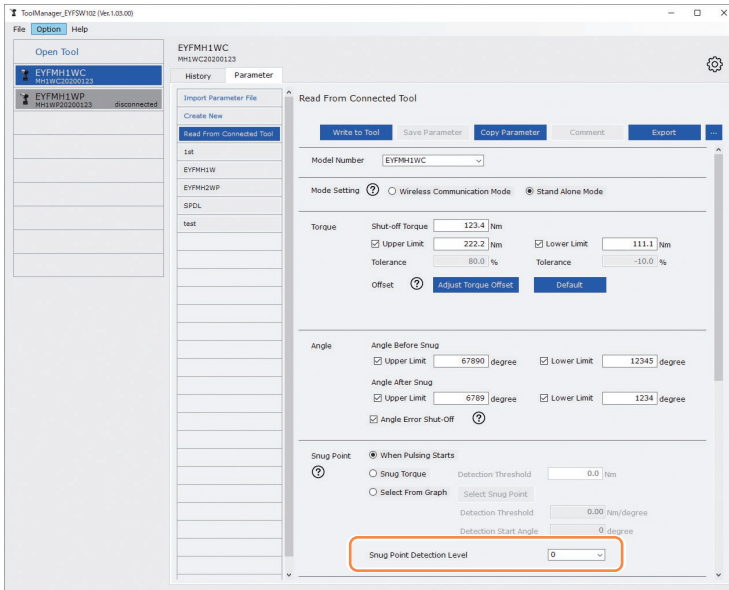 ToolManager_EYFSW102 (Ver.1.03.00)
File Option Help
Open Tool
EYFMH1WC
MH1WC20200123
EYFMH1WP
MH1WP20200123 disconnected
EYFMH1WC
MH1WC20200123
History Parameter
Import Parameter File
Create New
Read From Connected Tool
1st
EYFMH1W
EYFMH2WP
SPDL
test
Read From Connected Tool
Write to Tool Save Parameter Copy Parameter Comment Export ...
Model Number EYFMH1WC
Mode Setting ? Wireless Communication Mode Stand Alone Mode
Torque Shut-off Torque 123.4 Nm
Upper Limit 222.2 Nm Lower Limit 111.1 Nm
Tolerance 80.0 % Tolerance -10.0 %
Offset ? Adjust Torque Offset Default
Angle Angle Before Snug
Upper Limit 67890 degree Lower Limit 12345 degree
Angle After Snug
Upper Limit 6789 degree Lower Limit 1234 degree
Angle Error Shut-Off ?
Snug Point When Pulsing Starts
? Snug Torque Detection Threshold 0.0 Nm
Select From Graph Select Snug Point
Detection Threshold 0.00 Nm/degree
Detection Start Angle 0 degree
Snug Point Detection Level 0